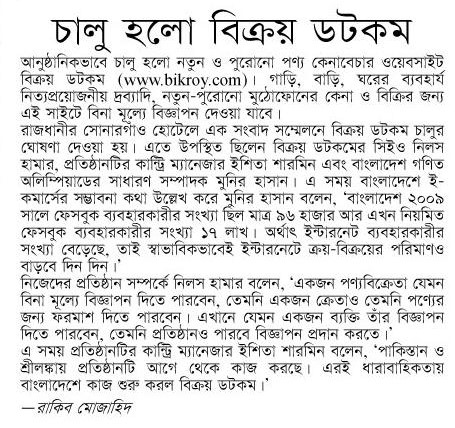 চালু হলো বিক্রয় ডটকম
আনুষ্ঠানিকভাবে চালু হলো নতুন ও পুরোনো পণ্য কেনাবেচার ওয়েবসাইট
বিক্রয় ডটকম (www.bikroy.com)। গাড়ি, বাড়ি, ঘরের ব্যবহার্য
নিত্যপ্রয়োজনীয় দ্রব্যাদি, নতুন-পুরোনো মুঠোফোনের কেনা ও বিক্রির জন্য
এই সাইটে বিনা মূল্যে বিজ্ঞাপন দেওয়া যাবে।
রাজধানীর সোনারগাঁও হোটেলে এক সংবাদ সম্মেলনে বিক্রয় ডটকম চালুর
ঘোষণা দেওয়া হয়। এতে উপস্থিত ছিলেন বিক্রয় ডটকমের সিইও নিলস
হামার, প্রতিষ্ঠানটির কান্ট্রি ম্যানেজার ইশিতা শারমিন এবং বাংলাদেশ গণিত
অলিম্পিয়াডের সাধারণ সম্পাদক মুনির হাসান। এ সময় বাংলাদেশে ই-
কমার্সের সম্ভাবনা কথা উল্লেখ করে মুনির হাসান বলেন, ‘বাংলাদেশ ২০০৯
সালে ফেসবুক ব্যবহারকারীর সংখ্যা ছিল মাত্র ৯৬ হাজার আর এখন নিয়মিত
ফেসবুক ব্যবহারকারীর সংখ্যা ১৭ লাখ। অর্থাৎ ইন্টারনেট ব্যবহারকারীর
সংখ্যা বেড়েছে, তাই স্বাভাবিকভাবেই ইন্টারনেটে ক্রয়-বিক্রয়ের পরিমাণও
বাড়বে দিন দিন।’
নিজেদের প্রতিষ্ঠান সম্পর্কে নিলস হামার বলেন, ‘একজন পণ্যবিক্রেতা যেমন
বিনা মূল্যে বিজ্ঞাপন দিতে পারবেন, তেমনি একজন ক্রেতাও তেমনি পণ্যের
জন্য ফরমাশ দিতে পারবেন। এখানে যেমন একজন ব্যক্তি তাঁর বিজ্ঞাপন
দিতে পারবেন, তেমনি প্রতিষ্ঠানও পারবে বিজ্ঞাপন প্রদান করতে।’
এ সময় প্রতিষ্ঠানটির কান্ট্রি ম্যানেজার ইশিতা শারমিন বলেন, ‘পাকিস্তান ও
শ্রীলঙ্কায় প্রতিষ্ঠানটি আগে থেকে কাজ করছে। এরই ধারাবাহিকতায়
বাংলাদেশে কাজ শুরু করল বিক্রয় ডটকম।’
—রাকিব মোজাহিদ